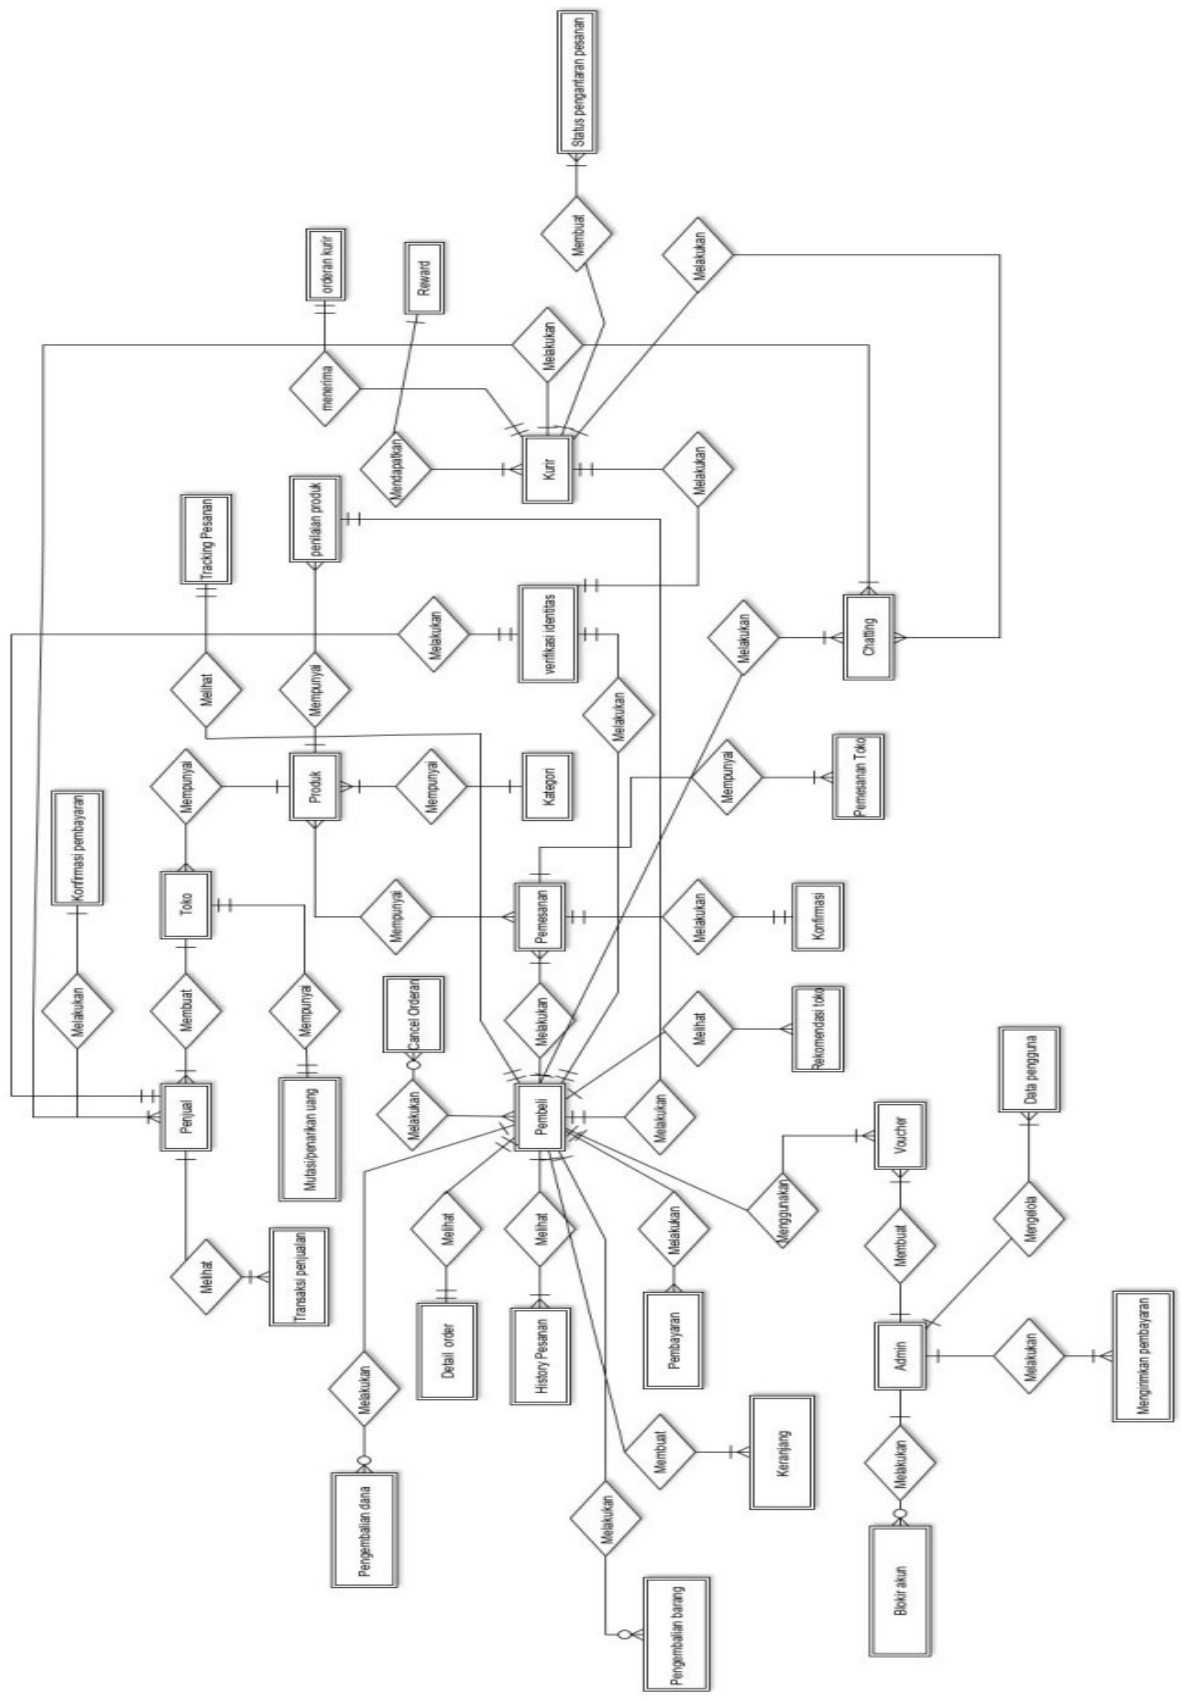 Status pengantaran pesanan
Membuat
Melakukan
orderan kurir
Reward
menerima
Melakukan
Mendapatkan
Kurir
Melakukan
Tracking Pesanan
penilaian produk
Melakukan
verifikasi identitas
Melakukan
Chatting
Melihat
Mempunyai
Melakukan
Konfirmasi pembayaran
Mempunyai
Produk
Mempunyai
Kategori
Mempunyai
Pemesanan Toko
Toko
Mempunyai
Pemesanan
Melakukan
Konfirmasi
Melakukan
Membuat
Mempunyai
Cancel Orderan
Melakukan
Melihat
Rekomendasi toko
Data pengguna
Penjual
Mutasi/penarikan uang
Melakukan
Pembeli
Melakukan
Voucher
Menggunakan
Mengelola
Melihat
Transaksi penjualan
Melihat
Melihat
Melakukan
Membuat
Detail order
History Pesanan
Pembayaran
Admin
Melakukan
Mengirimkan pembayaran
Melakukan
Membuat
Keranjang
Melakukan
Pengembalian dana
Melakukan
Blokir akun
Pengembalian barang